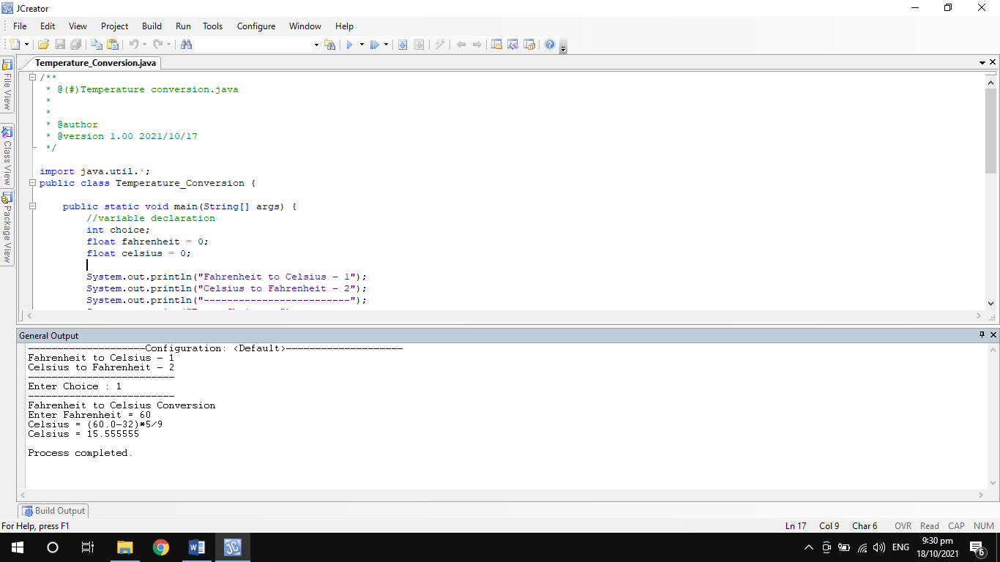 JCreator
File Edit View Project Build Run Tools Configure Window Help
Temperature_Conversion.java
File View
Class View
Package View
/**
* @(#)Temperature conversion.java
*
*
* @author
* @version 1.00 2021/10/17
*/
import java.util.*;
public class Temperature_Conversion {
public static void main(String[] args) {
//variable declaration
int choice;
float fahrenheit = 0;
float celsius = 0;
System.out.println("Fahrenheit to Celsius - 1");
System.out.println("Celsius to Fahrenheit - 2");
System.out.println("-------------------------");
General Output
--------------------Configuration: <Default>--------------------
Fahrenheit to Celsius - 1
Celsius to Fahrenheit - 2
-------------------------
Enter Choice : 1
-------------------------
Fahrenheit to Celsius Conversion
Enter Fahrenheit = 60
Celsius = (60.0-32)*5/9
Celsius = 15.555555
Process completed.
Build Output
For Help, press F1
Ln 17 Col 9 Char 6 OVR Read CAP NUM
ENG
9:30 pm
18/10/2021
6